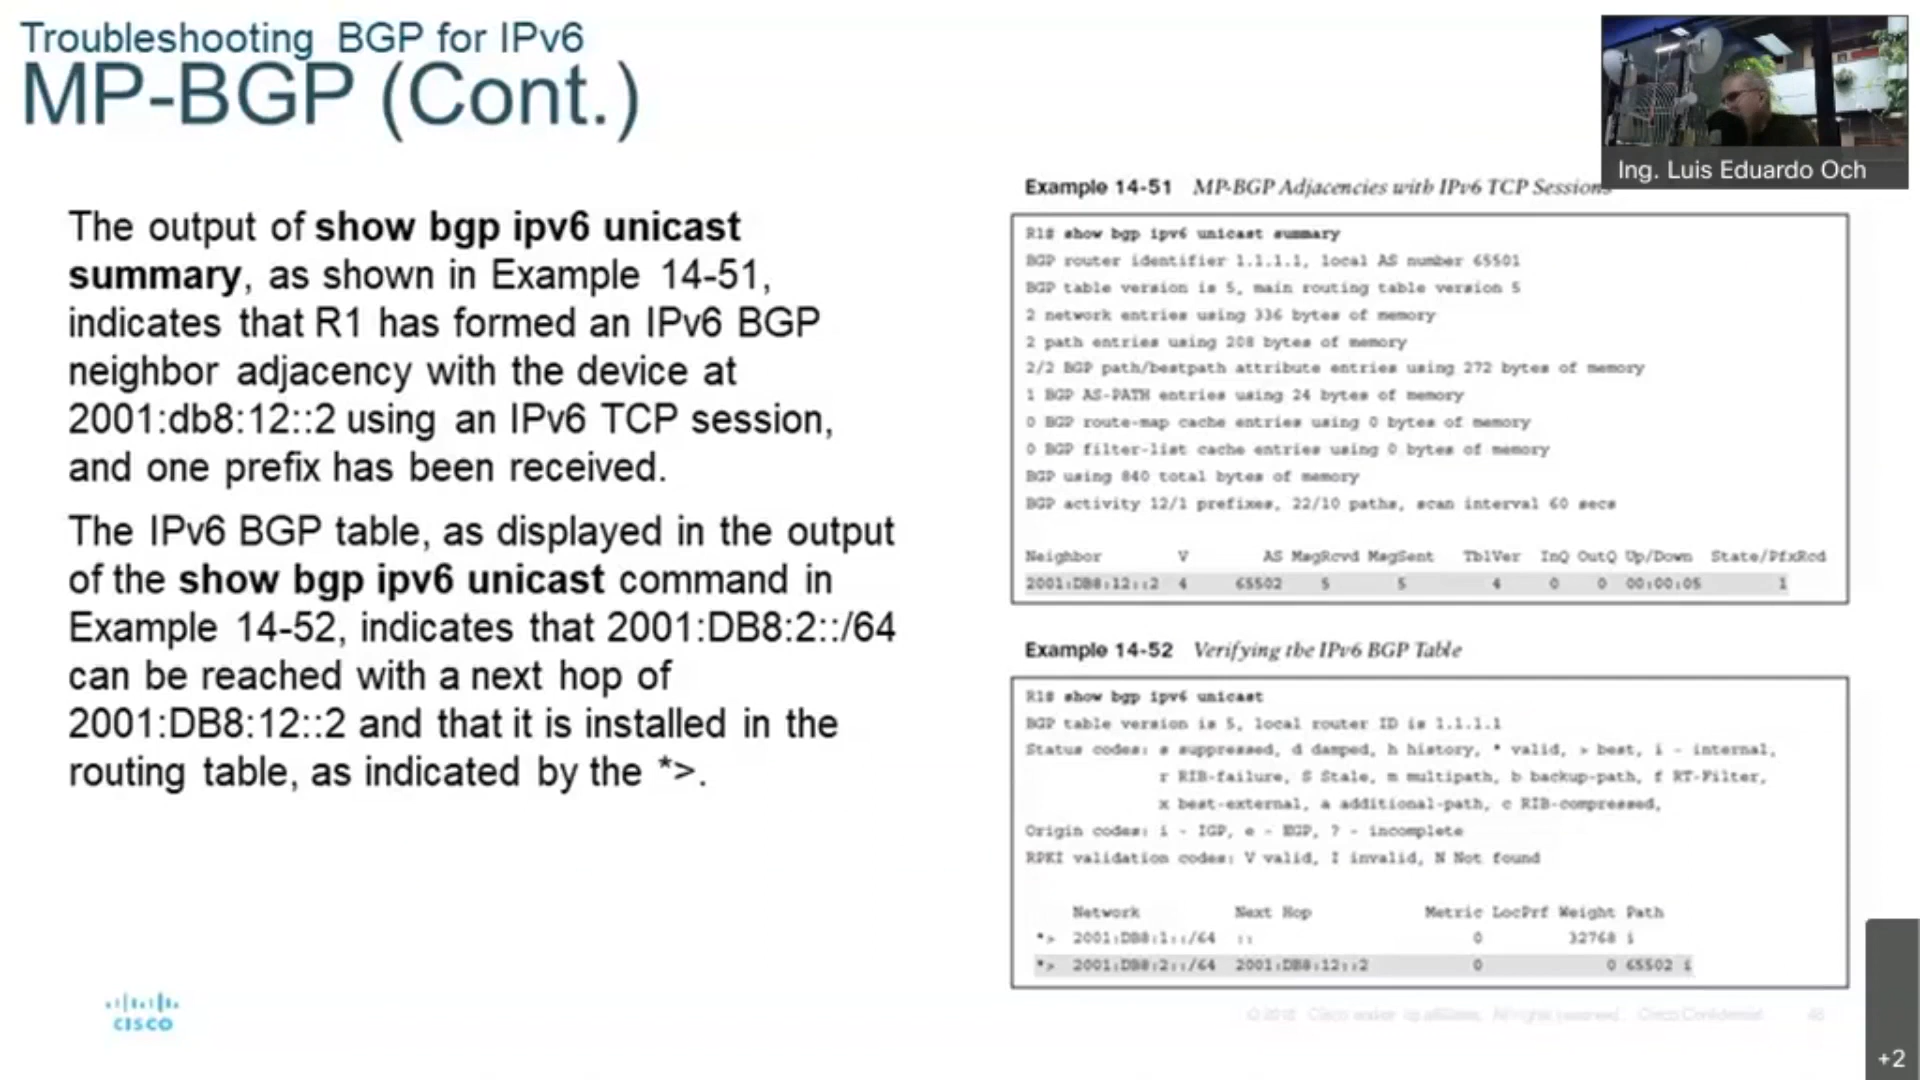 Troubleshooting BGP for IPv6
MP-BGP (Cont.)
Ing. Luis Eduardo Och
The output of show bgp ipv6 unicast
summary, as shown in Example 14-51,
indicates that R1 has formed an IPv6 BGP
neighbor adjacency with the device at
2001:db8:12::2 using an IPv6 TCP session,
and one prefix has been received.
The IPv6 BGP table, as displayed in the output
of the show bgp ipv6 unicast command in
Example 14-52, indicates that 2001:DB8:2::/64
can be reached with a next hop of
2001:DB8:12::2 and that it is installed in the
routing table, as indicated by the *>.
Example 14-51 MP-BGP Adjacencies with IPv6 TCP Sessions
R1# show bgp ipv6 unicast summary
BGP router identifier 1.1.1.1, local AS number 65501
BGP table version is 5, main routing table version 5
2 network entries using 336 bytes of memory
2 path entries using 208 bytes of memory
2/2 BGP path/bestpath attribute entries using 272 bytes of memory
1 BGP AS-PATH entries using 24 bytes of memory
0 BGP route-map cache entries using 0 bytes of memory
0 BGP filter-list cache entries using 0 bytes of memory
BGP using 840 total bytes of memory
BGP activity 12/1 prefixes, 22/10 paths, scan interval 60 secs
Neighbor V AS MsgRcvd MsgSent TblVer InQ OutQ Up/Down State/PfxRcd
2001:DB8:12::2 4 65502 5 5 4 0 0 00:00:05 1
Example 14-52 Verifying the IPv6 BGP Table
R1# show bgp ipv6 unicast
BGP table version is 5, local router ID is 1.1.1.1
Status codes: s suppressed, d damped, h history, * valid, > best, i - internal,
r RIB-failure, S Stale, m multipath, b backup-path, f RT-Filter,
x best-external, a additional-path, c RIB-compressed,
Origin codes: i - IGP, e - EGP, ? - incomplete
RPKI validation codes: V valid, I invalid, N Not found
Network Next Hop Metric LocPrf Weight Path
*> 2001:DB8:1::/64 :: 0 32768 i
*> 2001:DB8:2::/64 2001:DB8:12::2 0 0 65502 i
CISCO
Cisco and/or its affiliates. All rights reserved. Cisco Confidential
+2